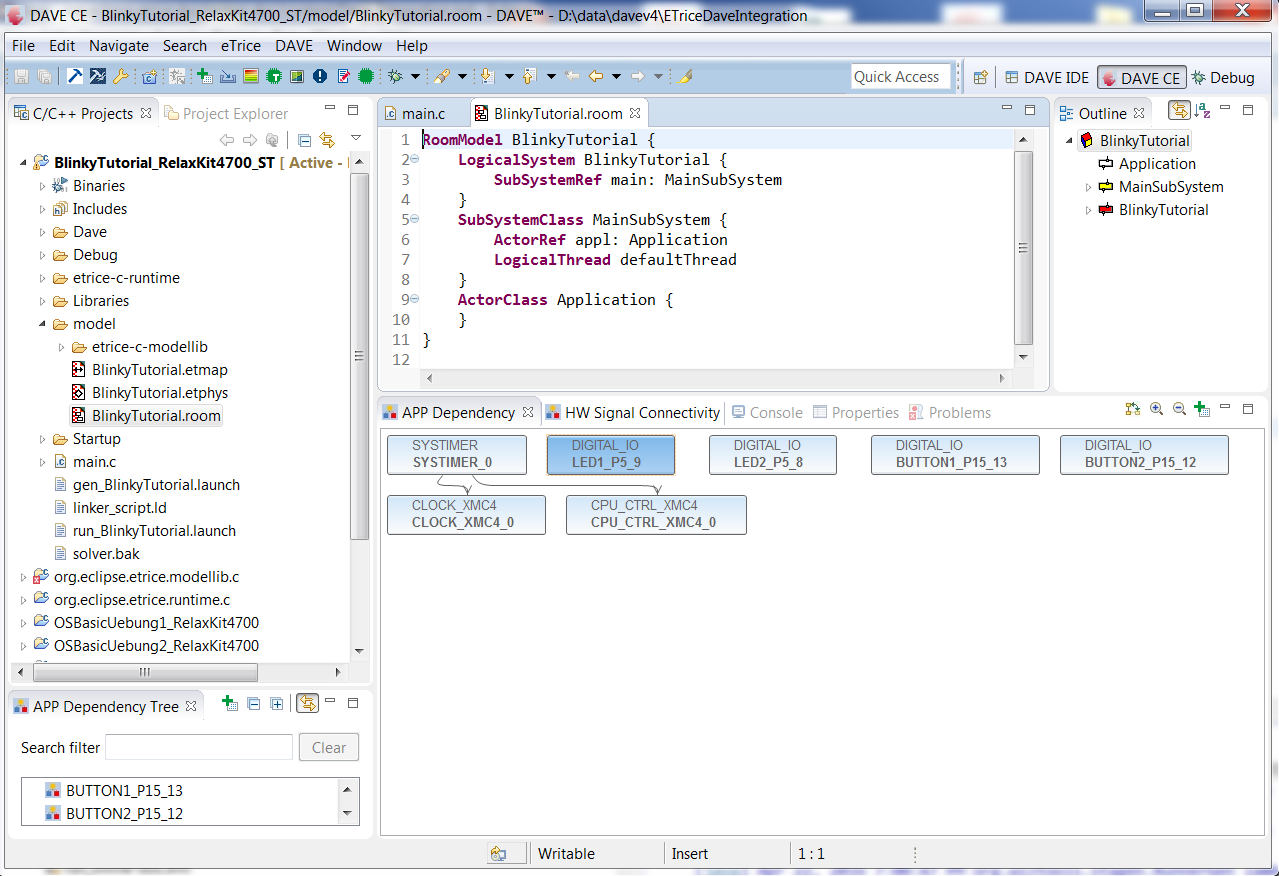 DAVE CE - BlinkyTutorial_RelaxKit4700_ST/model/BlinkyTutorial.room - DAVE™ - D:\data\davev4\ETriceDaveIntegration
File Edit Navigate Search eTrice DAVE Window Help
Quick Access
DAVE IDE
DAVE CE
Debug
C/C++ Projects
Project Explorer
BlinkyTutorial_RelaxKit4700_ST [ Active -
Binaries
Includes
Dave
Debug
etrice-c-runtime
Libraries
model
etrice-c-modellib
BlinkyTutorial.etmap
BlinkyTutorial.etphys
BlinkyTutorial.room
Startup
main.c
gen_BlinkyTutorial.launch
linker_script.ld
run_BlinkyTutorial.launch
solver.bak
org.eclipse.etrice.modellib.c
org.eclipse.etrice.runtime.c
OSBasicUebung1_RelaxKit4700
OSBasicUebung2_RelaxKit4700
APP Dependency Tree
Search filter
Clear
BUTTON1_P15_13
BUTTON2_P15_12
main.c
BlinkyTutorial.room
1 RoomModel BlinkyTutorial {
2 LogicalSystem BlinkyTutorial {
3 SubSystemRef main: MainSubSystem
4 }
5 SubSystemClass MainSubSystem {
6 ActorRef appl: Application
7 LogicalThread defaultThread
8 }
9 ActorClass Application {
10 }
11 }
12
Outline
BlinkyTutorial
Application
MainSubSystem
BlinkyTutorial
APP Dependency
HW Signal Connectivity
Console
Properties
Problems
SYSTIMER
SYSTIMER_0
DIGITAL_IO
LED1_P5_9
DIGITAL_IO
LED2_P5_8
DIGITAL_IO
BUTTON1_P15_13
DIGITAL_IO
BUTTON2_P15_12
CLOCK_XMC4
CLOCK_XMC4_0
CPU_CTRL_XMC4
CPU_CTRL_XMC4_0
Writable
Insert
1 : 1